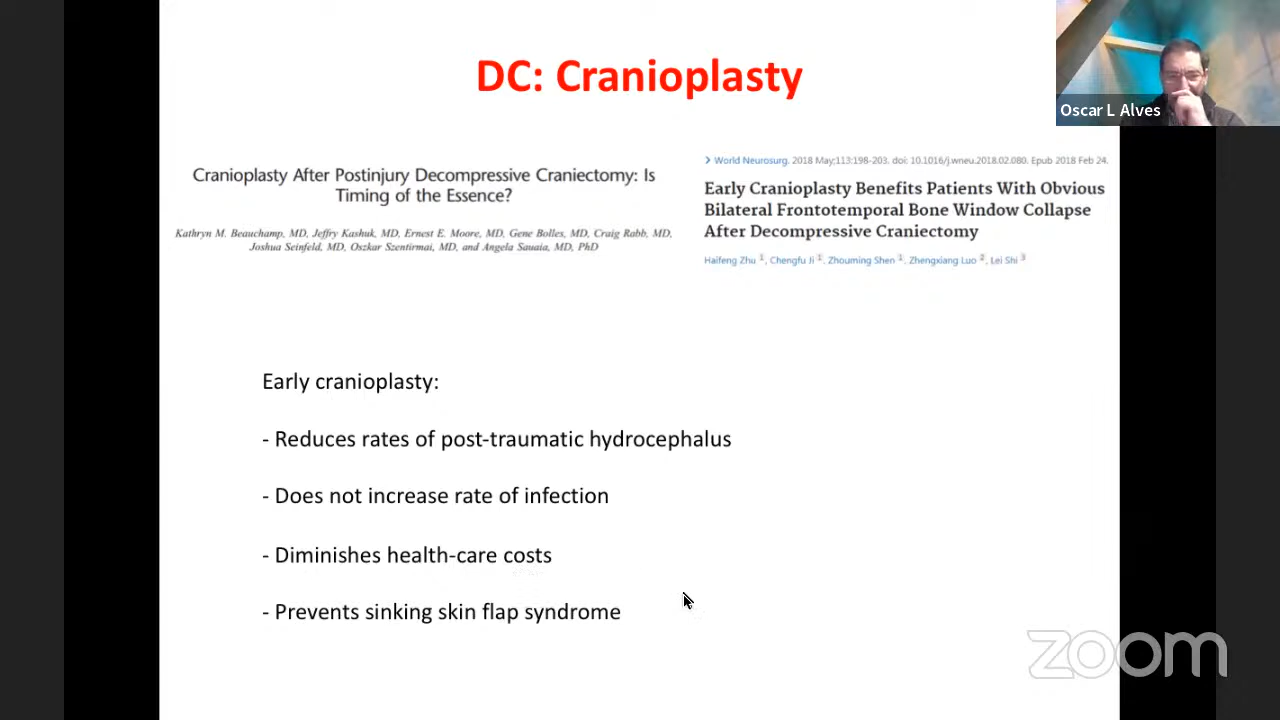 DC: Cranioplasty
Oscar L Alves
Cranioplasty After Postinjury Decompressive Craniectomy: Is
Timing of the Essence?
Kathryn M. Beauchamp, MD, Jeffry Kashuk, MD, Ernest E. Moore, MD, Gene Bolles, MD, Craig Rabb, MD,
Joshua Seinfeld, MD, Oszkar Szentirmai, MD, and Angela Sauaia, MD, PhD
> World Neurosurg. 2018 May;113:198-203. doi: 10.1016/j.wneu.2018.02.080. Epub 2018 Feb 24.
Early Cranioplasty Benefits Patients With Obvious
Bilateral Frontotemporal Bone Window Collapse
After Decompressive Craniectomy
Haifeng Zhu 1, Chengfu Ji 1, Zhouming Shen 1, Zhengxiang Luo 2, Lei Shi 3
Early cranioplasty:
- Reduces rates of post-traumatic hydrocephalus
- Does not increase rate of infection
- Diminishes health-care costs
- Prevents sinking skin flap syndrome
zoom